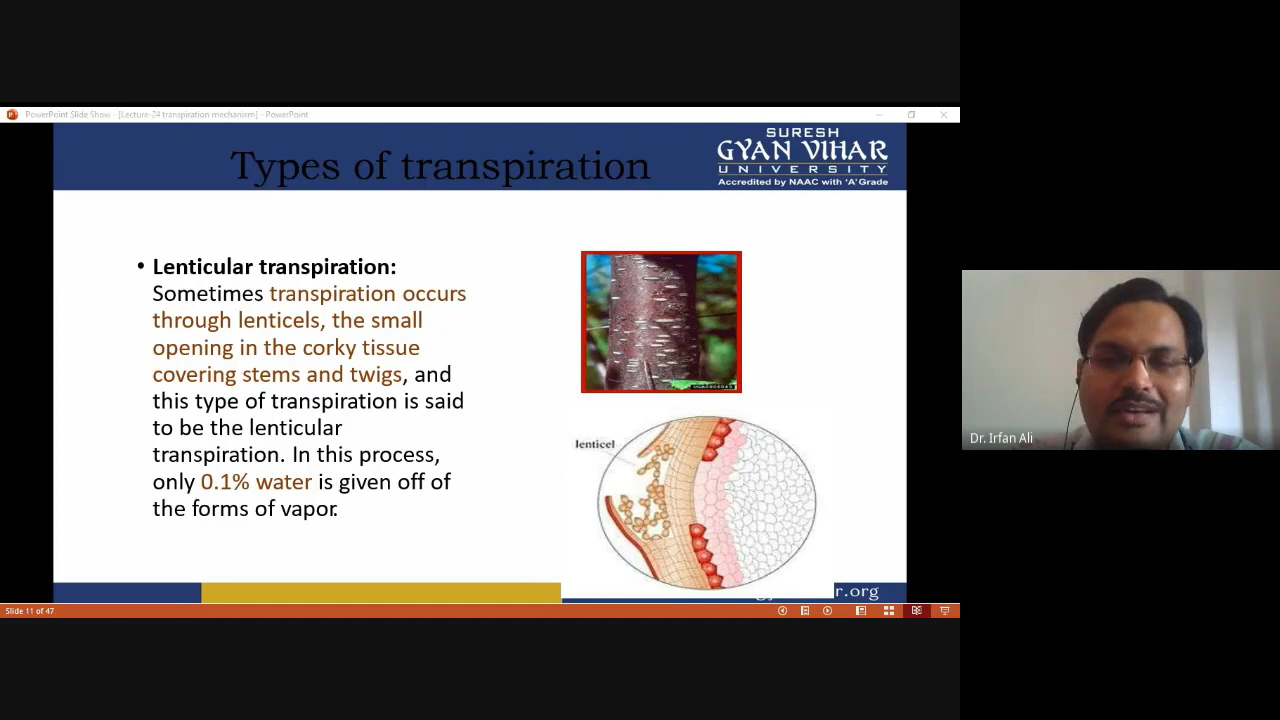 PowerPoint Slide Show - [Lecture-24 transpiration mechanism] - PowerPoint
Types of transpiration
SURESH
GYAN VIHAR
UNIVERSITY
Accredited by NAAC with 'A' Grade
• Lenticular transpiration:
Sometimes transpiration occurs
through lenticels, the small
opening in the corky tissue
covering stems and twigs, and
this type of transpiration is said
to be the lenticular
transpiration. In this process,
only 0.1% water is given off of
the forms of vapor.
lenticel
r.org
Slide 11 of 47
Dr. Irfan Ali